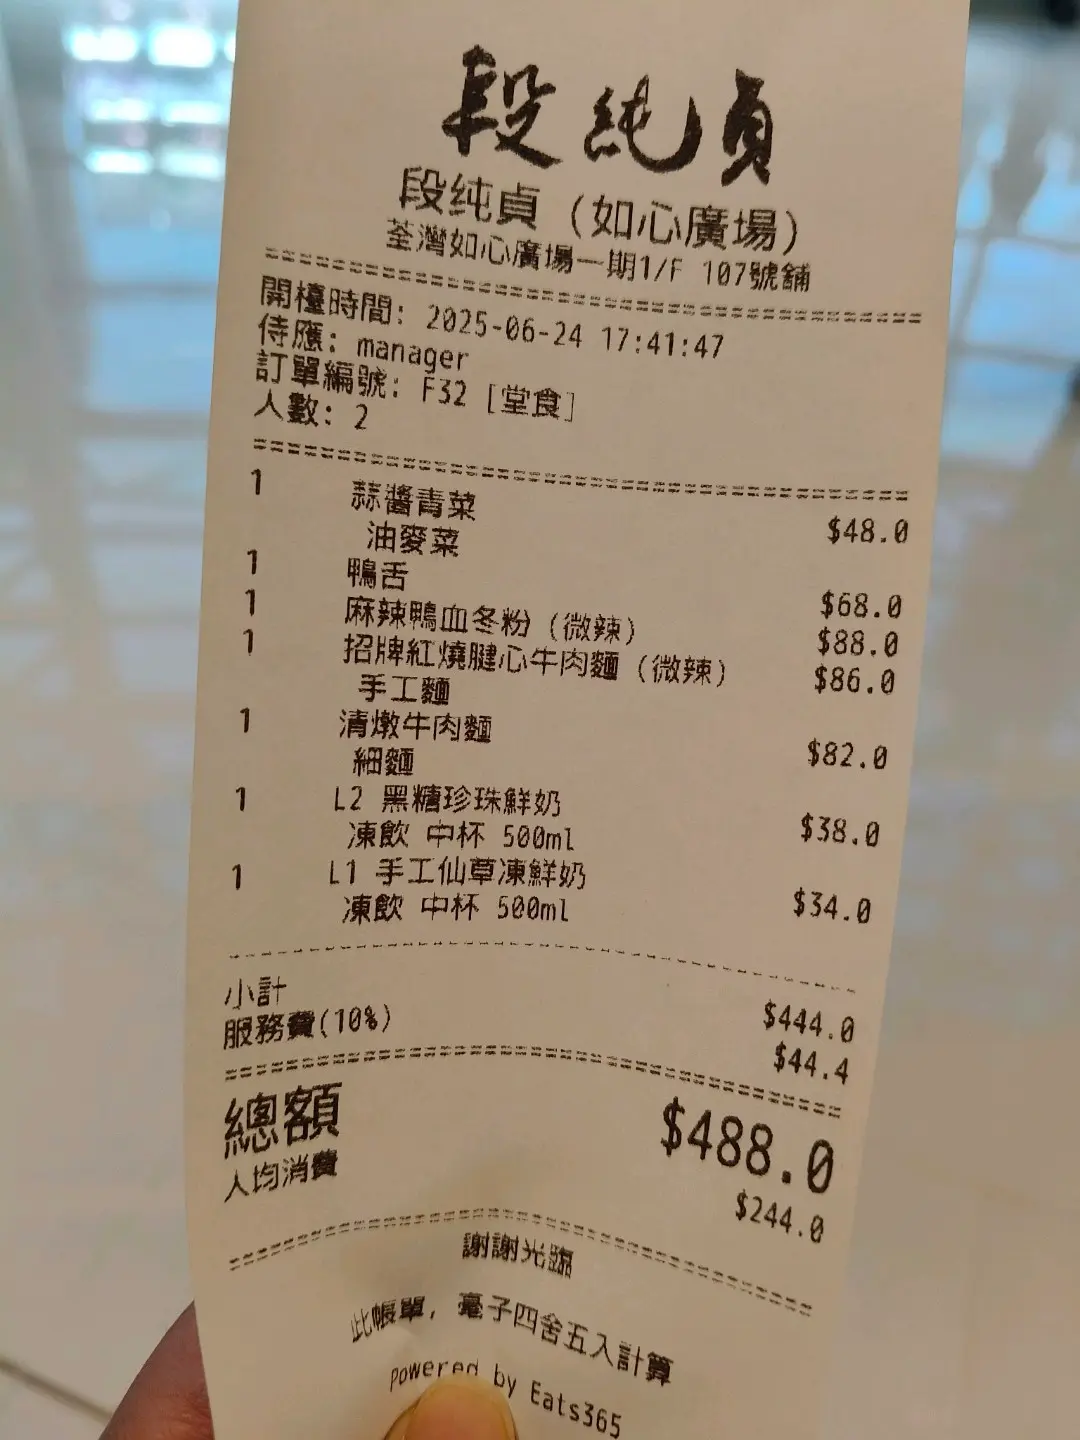 段純貞
段纯貞（如心廣場）
荃灣如心廣場一期1/F 107號舖
開檯時間: 2025-06-24 17:41:47
侍應: manager
訂單編號: F32 [堂食]
人數: 2
1 蒜醬青菜 $48.0
油麥菜
1 鴨舌 $68.0
1 麻辣鴨血冬粉（微辣） $88.0
1 招牌紅燒腱心牛肉麵（微辣） $86.0
手工麵
1 清燉牛肉麵 $82.0
細麵
1 L2 黑糖珍珠鮮奶 $38.0
凍飲 中杯 500ml
1 L1 手工仙草凍鮮奶 $34.0
凍飲 中杯 500ml
小計 $444.0
服務費(10%) $44.4
總額 $488.0
人均消費 $244.0
謝謝光臨
此帳單，毫子四舍五入計算
Powered by Eats365